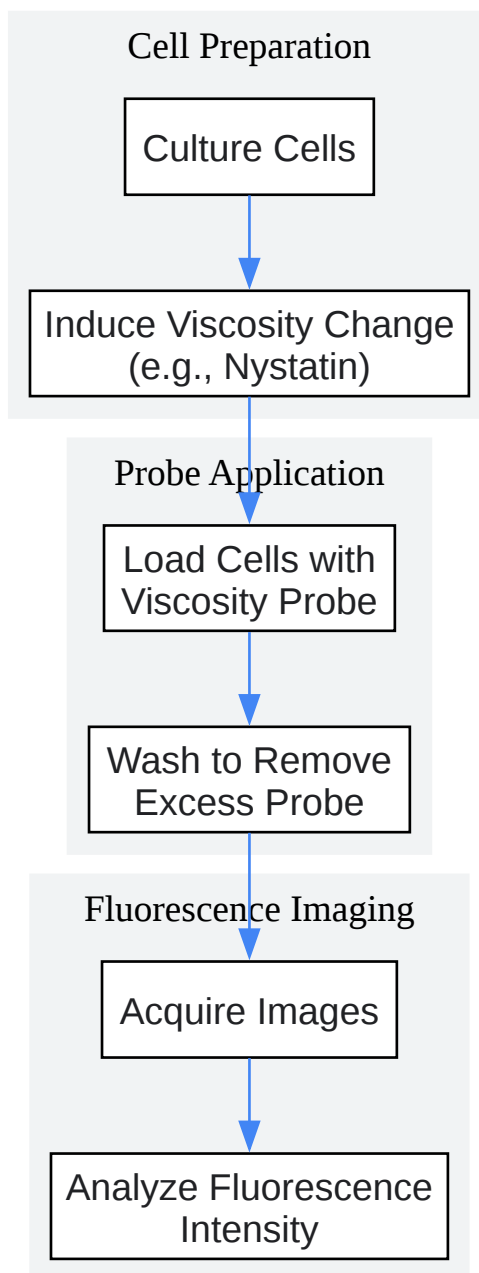 Cell Preparation
Culture Cells
Induce Viscosity Change
(e.g., Nystatin)
Probe Application
Load Cells with
Viscosity Probe
Wash to Remove
Excess Probe
Fluorescence Imaging
Acquire Images
Analyze Fluorescence
Intensity